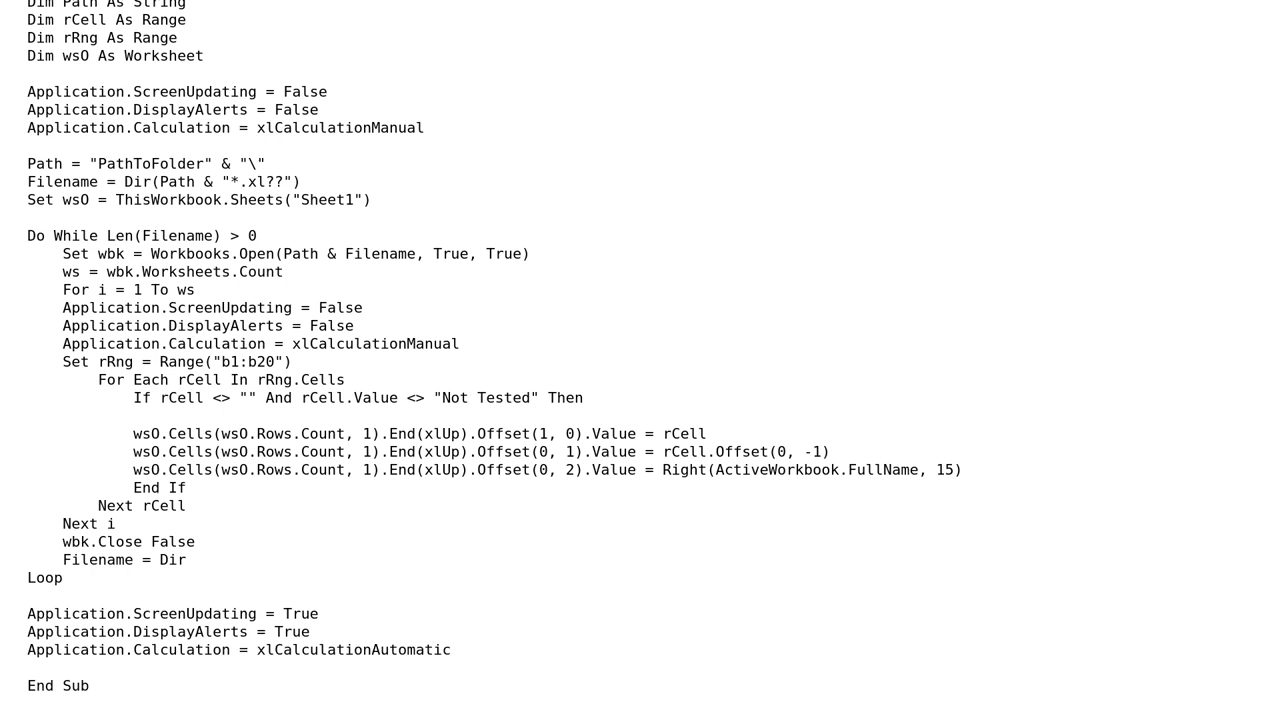 Dim Path As String
Dim rCell As Range
Dim rRng As Range
Dim wsO As Worksheet
Application.ScreenUpdating = False
Application.DisplayAlerts = False
Application.Calculation = xlCalculationManual
Path = "PathToFolder" & "\"
Filename = Dir(Path & "*.xl??")
Set wsO = ThisWorkbook.Sheets("Sheet1")
Do While Len(Filename) > 0
    Set wbk = Workbooks.Open(Path & Filename, True, True)
    ws = wbk.Worksheets.Count
    For i = 1 To ws
    Application.ScreenUpdating = False
    Application.DisplayAlerts = False
    Application.Calculation = xlCalculationManual
    Set rRng = Range("b1:b20")
        For Each rCell In rRng.Cells
            If rCell <> "" And rCell.Value <> "Not Tested" Then
            wsO.Cells(wsO.Rows.Count, 1).End(xlUp).Offset(1, 0).Value = rCell
            wsO.Cells(wsO.Rows.Count, 1).End(xlUp).Offset(0, 1).Value = rCell.Offset(0, -1)
            wsO.Cells(wsO.Rows.Count, 1).End(xlUp).Offset(0, 2).Value = Right(ActiveWorkbook.FullName, 15)
            End If
        Next rCell
    Next i
    wbk.Close False
    Filename = Dir
Loop
Application.ScreenUpdating = True
Application.DisplayAlerts = True
Application.Calculation = xlCalculationAutomatic
End Sub